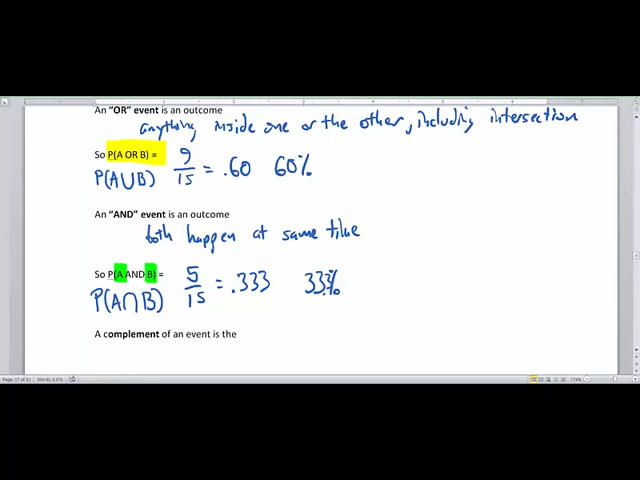 An “OR” event is an outcome
anything inside one or the other, including intersection
So P(A OR B) = 9/15 = .60 60%
P(A∪B)
An “AND” event is an outcome
both happen at same time
So P(A AND B) = 5/15 = .333 33%
P(A∩B)
A complement of an event is the